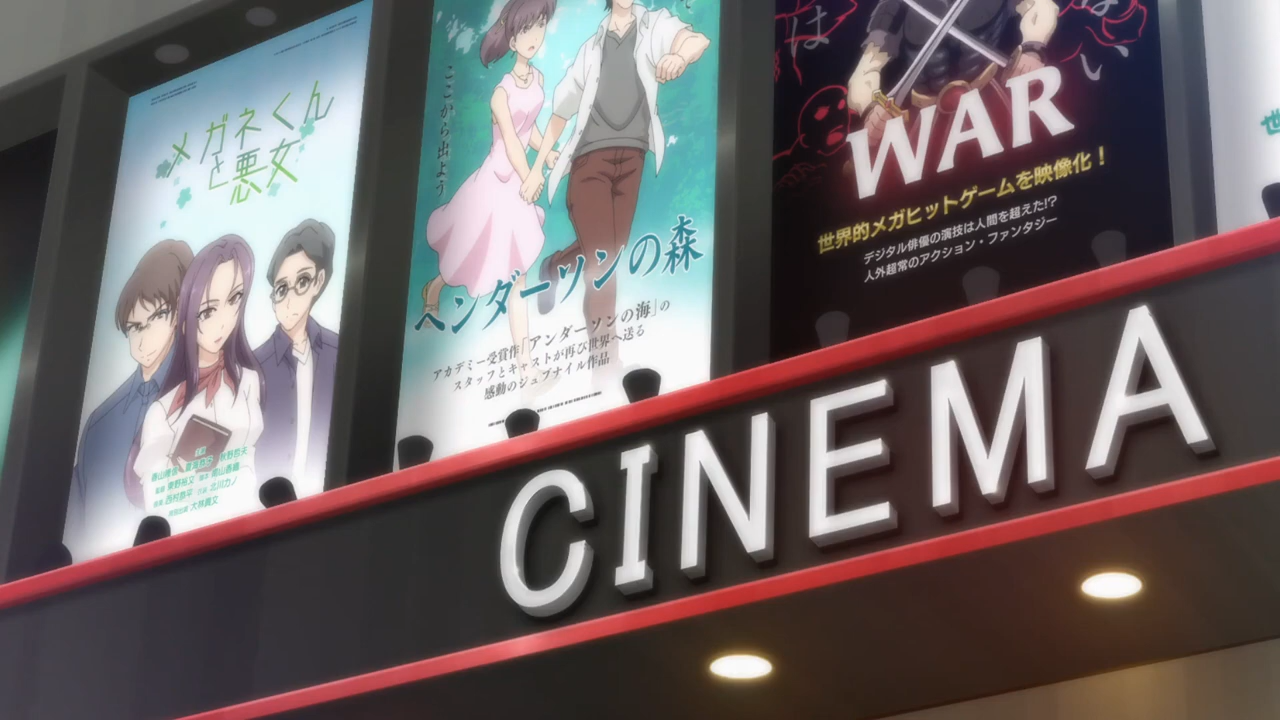 メガネくん
と悪女
主演
ここから出よう
ヘンダーソンの森
アカデミー受賞作「アンダーソンの海」の
スタッフとキャストが再び世界へ送る
感動のジュブナイル作品
は
ない
WAR
世界的メガヒットゲームを映像化!
デジタル俳優の演技は人間を超えた!?
人外超常のアクション・ファンタジー
CINEMA